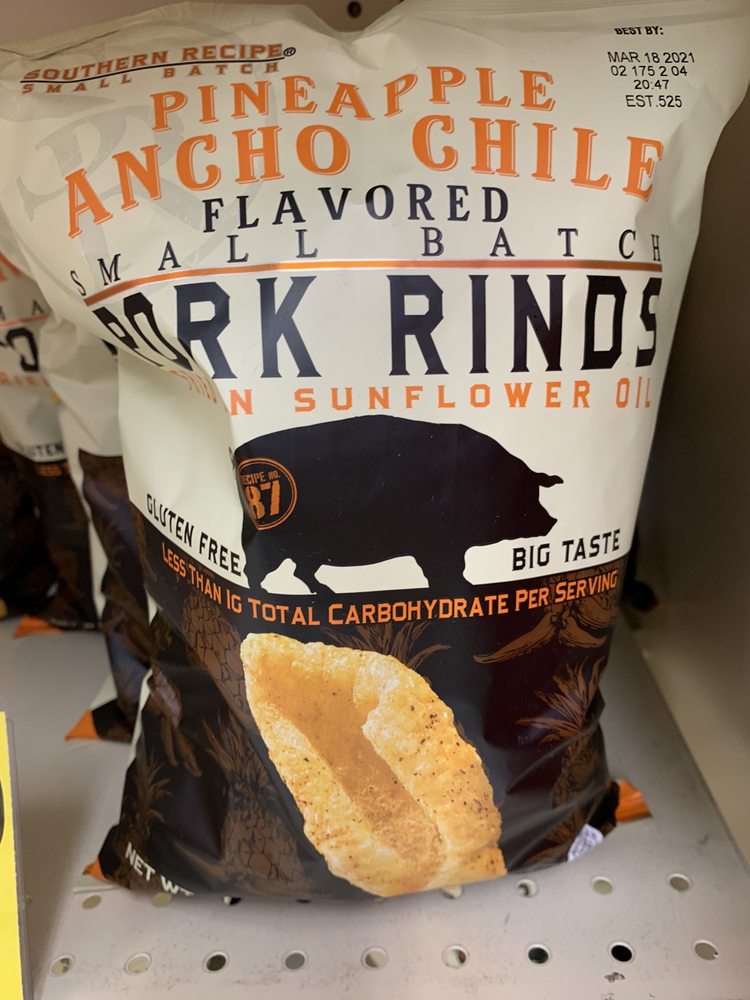 BEST BY:
MAR 18 2021
02 175 2 04
20:47
EST.525
SOUTHERN RECIPE®
SMALL BATCH
PINEAPPLE
ANCHO CHILE
FLAVORED
SMALL BATCH
PORK RINDS
IN SUNFLOWER OIL
RECIPE NO.
87
GLUTEN FREE
BIG TASTE
LESS THAN 1G TOTAL CARBOHYDRATE PER SERVING
NET W